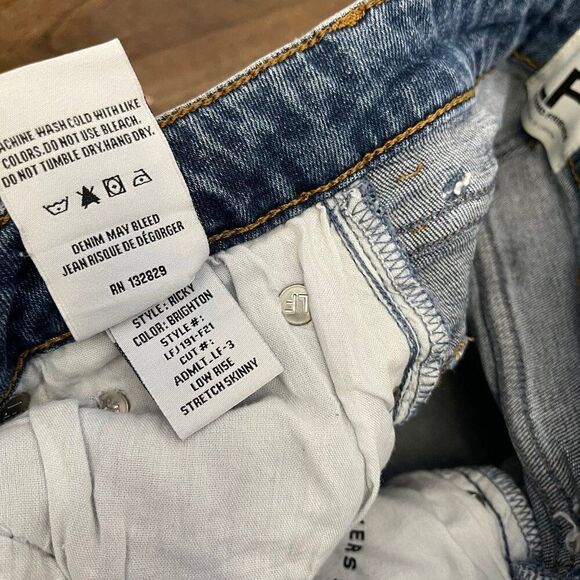 MACHINE WASH COLD WITH LIKE
COLORS. DO NOT USE BLEACH.
DO NOT TUMBLE DRY. HANG DRY.
DENIM MAY BLEED
JEAN RISQUE DE DÉGORGER
RN 132829
STYLE: RICKY
COLOR: BRIGHTON
STYLE#:
LFJ191-F21
CUT#:
ADMLT_LF-3
LOW RISE
STRETCH SKINNY
LF